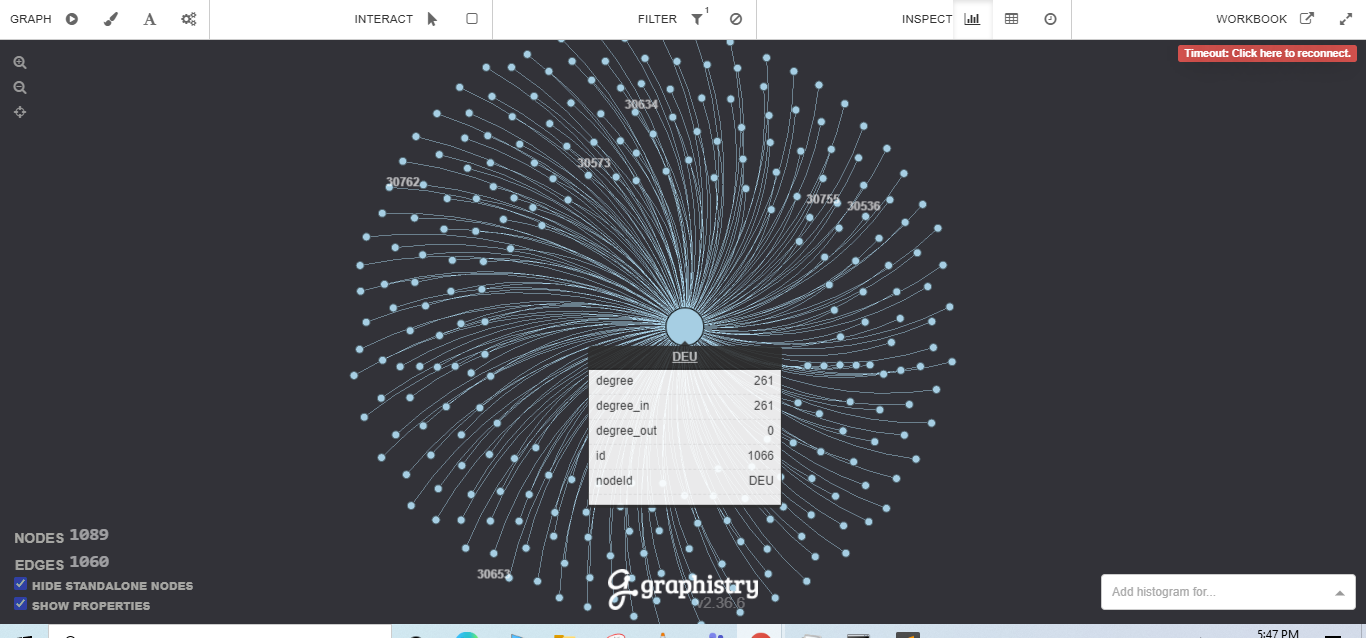 GRAPH A INTERACT FILTER 1 INSPECT WORKBOOK
Timeout: Click here to reconnect.
30634
30573
30762
30755
30536
DEU
degree 261
degree_in 261
degree_out 0
id 1066
nodeId DEU
NODES 1089
EDGES 1060
HIDE STANDALONE NODES
SHOW PROPERTIES
30653
graphistry
v2.36.6
Add histogram for...
5:47 PM